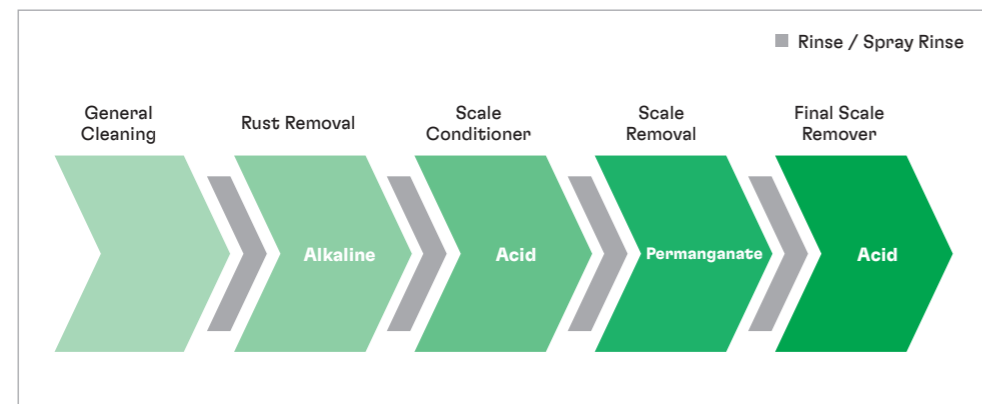 Rinse / Spray Rinse
General
Cleaning
Rust Removal
Scale
Conditioner
Scale
Removal
Final Scale
Remover
Alkaline
Acid
Permanganate
Acid